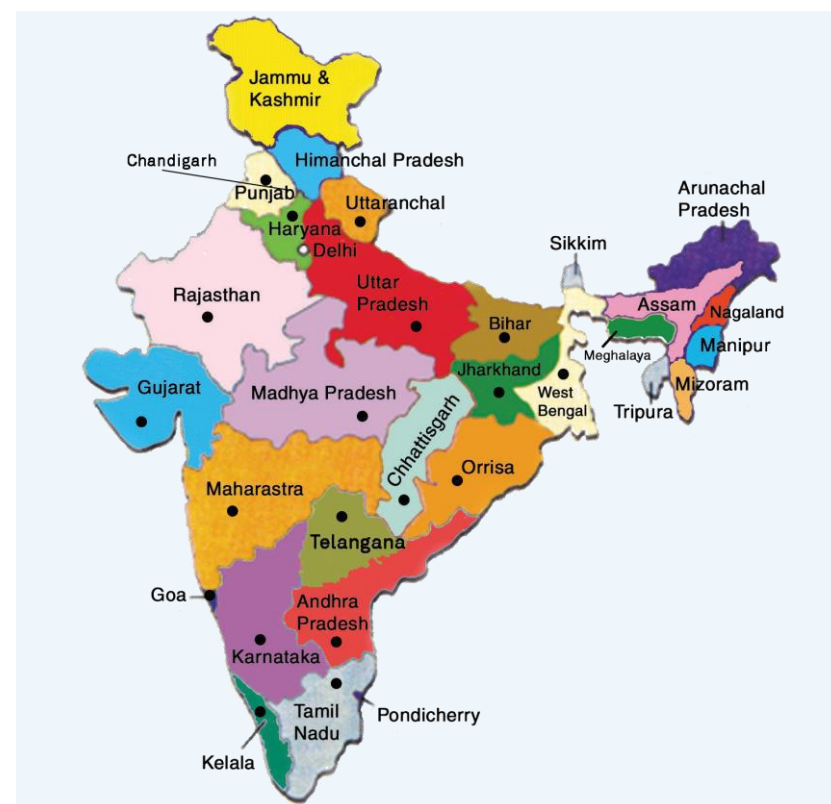 Jammu &
Kashmir
Chandigarh
Himanchal Pradesh
Punjab
Uttaranchal
Arunachal
Pradesh
Haryana
Delhi
Sikkim
Uttar
Pradesh
Rajasthan
Assam
Nagaland
Bihar
Meghalaya
Manipur
Jharkhand
Gujarat
Madhya Pradesh
Mizoram
West
Bengal
Tripura
Chhattisgarh
Orrisa
Maharastra
Telangana
Goa
Andhra
Pradesh
Karnataka
Tamil
Nadu
Pondicherry
Kelala